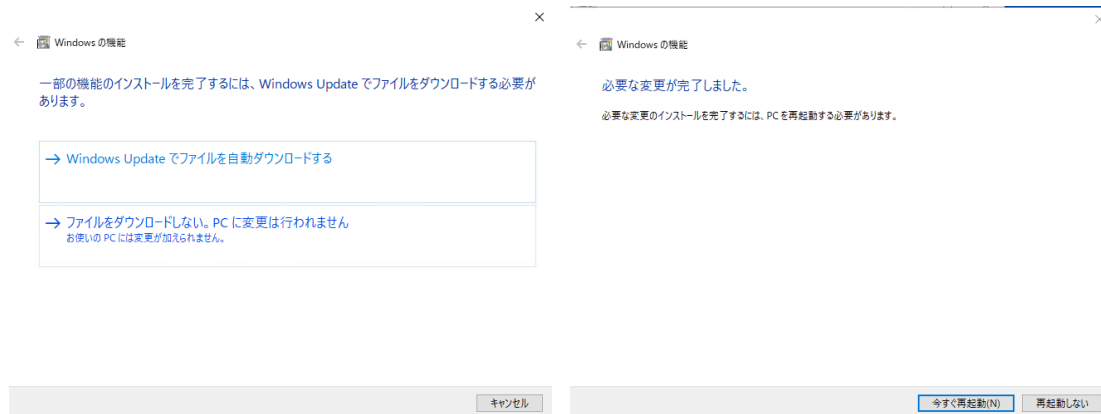 Windows の機能
一部の機能のインストールを完了するには、Windows Update でファイルをダウンロードする必要が
あります。
→ Windows Update でファイルを自動ダウンロードする
→ ファイルをダウンロードしない。PC に変更は行われません
お使いの PC には変更が加えられません。
キャンセル
Windows の機能
必要な変更が完了しました。
必要な変更のインストールを完了するには、PC を再起動する必要があります。
今すぐ再起動(N)
再起動しない